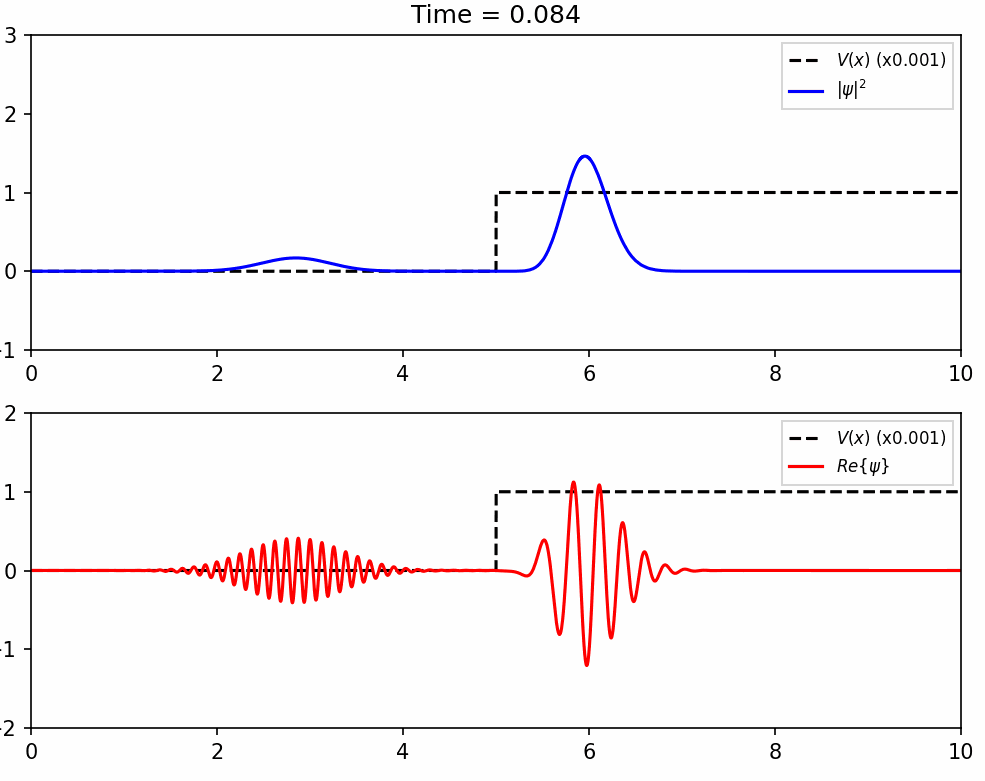 Time = 0.084
3
2
1
0
-1
V(x) (x0.001)
|ψ|²
0 2 4 6 8 10
2
1
0
-1
-2
V(x) (x0.001)
Re{ψ}
0 2 4 6 8 10